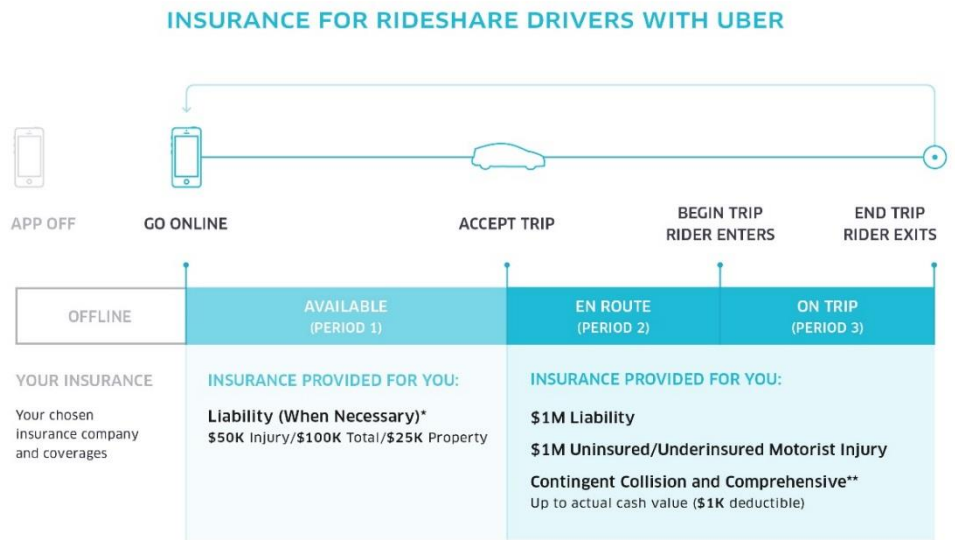 INSURANCE FOR RIDESHARE DRIVERS WITH UBER
APP OFF
GO ONLINE
ACCEPT TRIP
BEGIN TRIP
RIDER ENTERS
END TRIP
RIDER EXITS
OFFLINE
AVAILABLE
(PERIOD 1)
EN ROUTE
(PERIOD 2)
ON TRIP
(PERIOD 3)
YOUR INSURANCE
Your chosen
insurance company
and coverages
INSURANCE PROVIDED FOR YOU:
Liability (When Necessary)*
$50K Injury/$100K Total/$25K Property
INSURANCE PROVIDED FOR YOU:
$1M Liability
$1M Uninsured/Underinsured Motorist Injury
Contingent Collision and Comprehensive**
Up to actual cash value ($1K deductible)